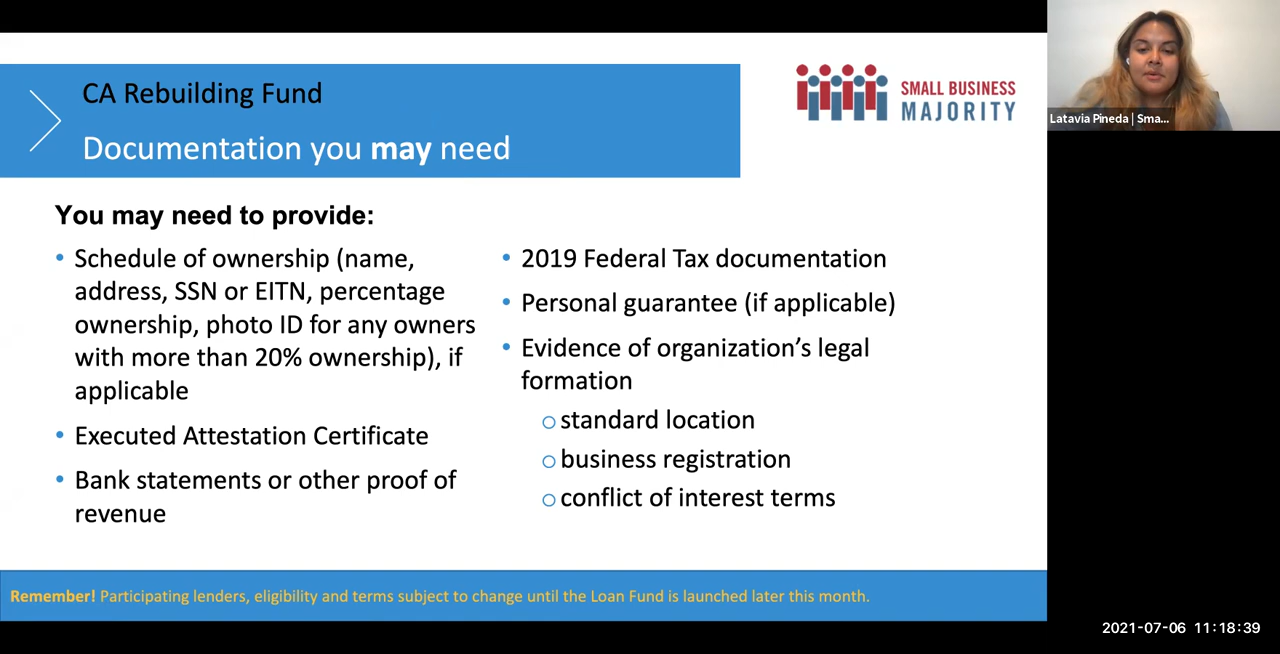 CA Rebuilding Fund
Documentation you may need
SMALL BUSINESS
MAJORITY
Latavia Pineda | Sma...
You may need to provide:
• Schedule of ownership (name,
address, SSN or EITN, percentage
ownership, photo ID for any owners
with more than 20% ownership), if
applicable
• Executed Attestation Certificate
• Bank statements or other proof of
revenue
• 2019 Federal Tax documentation
• Personal guarantee (if applicable)
• Evidence of organization’s legal
formation
o standard location
o business registration
o conflict of interest terms
Remember! Participating lenders, eligibility and terms subject to change until the Loan Fund is launched later this month.
2021-07-06 11:18:39